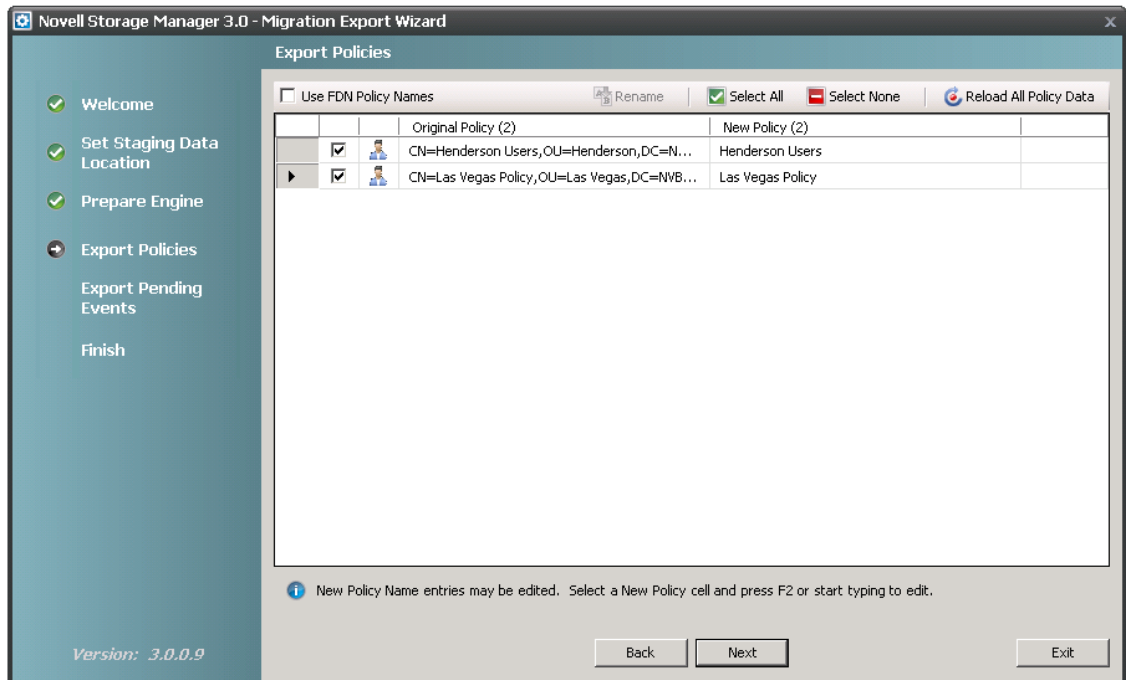 Novell Storage Manager 3.0 - Migration Export Wizard
x
Export Policies
Welcome
Set Staging Data
Location
Prepare Engine
Export Policies
Export Pending
Events
Finish
Version: 3.0.0.9
Use FDN Policy Names
Rename
Select All
Select None
Reload All Policy Data
Original Policy (2)
New Policy (2)
CN=Henderson Users,OU=Henderson,DC=N...
Henderson Users
CN=Las Vegas Policy,OU=Las Vegas,DC=NVB...
Las Vegas Policy
New Policy Name entries may be edited. Select a New Policy cell and press F2 or start typing to edit.
Back
Next
Exit